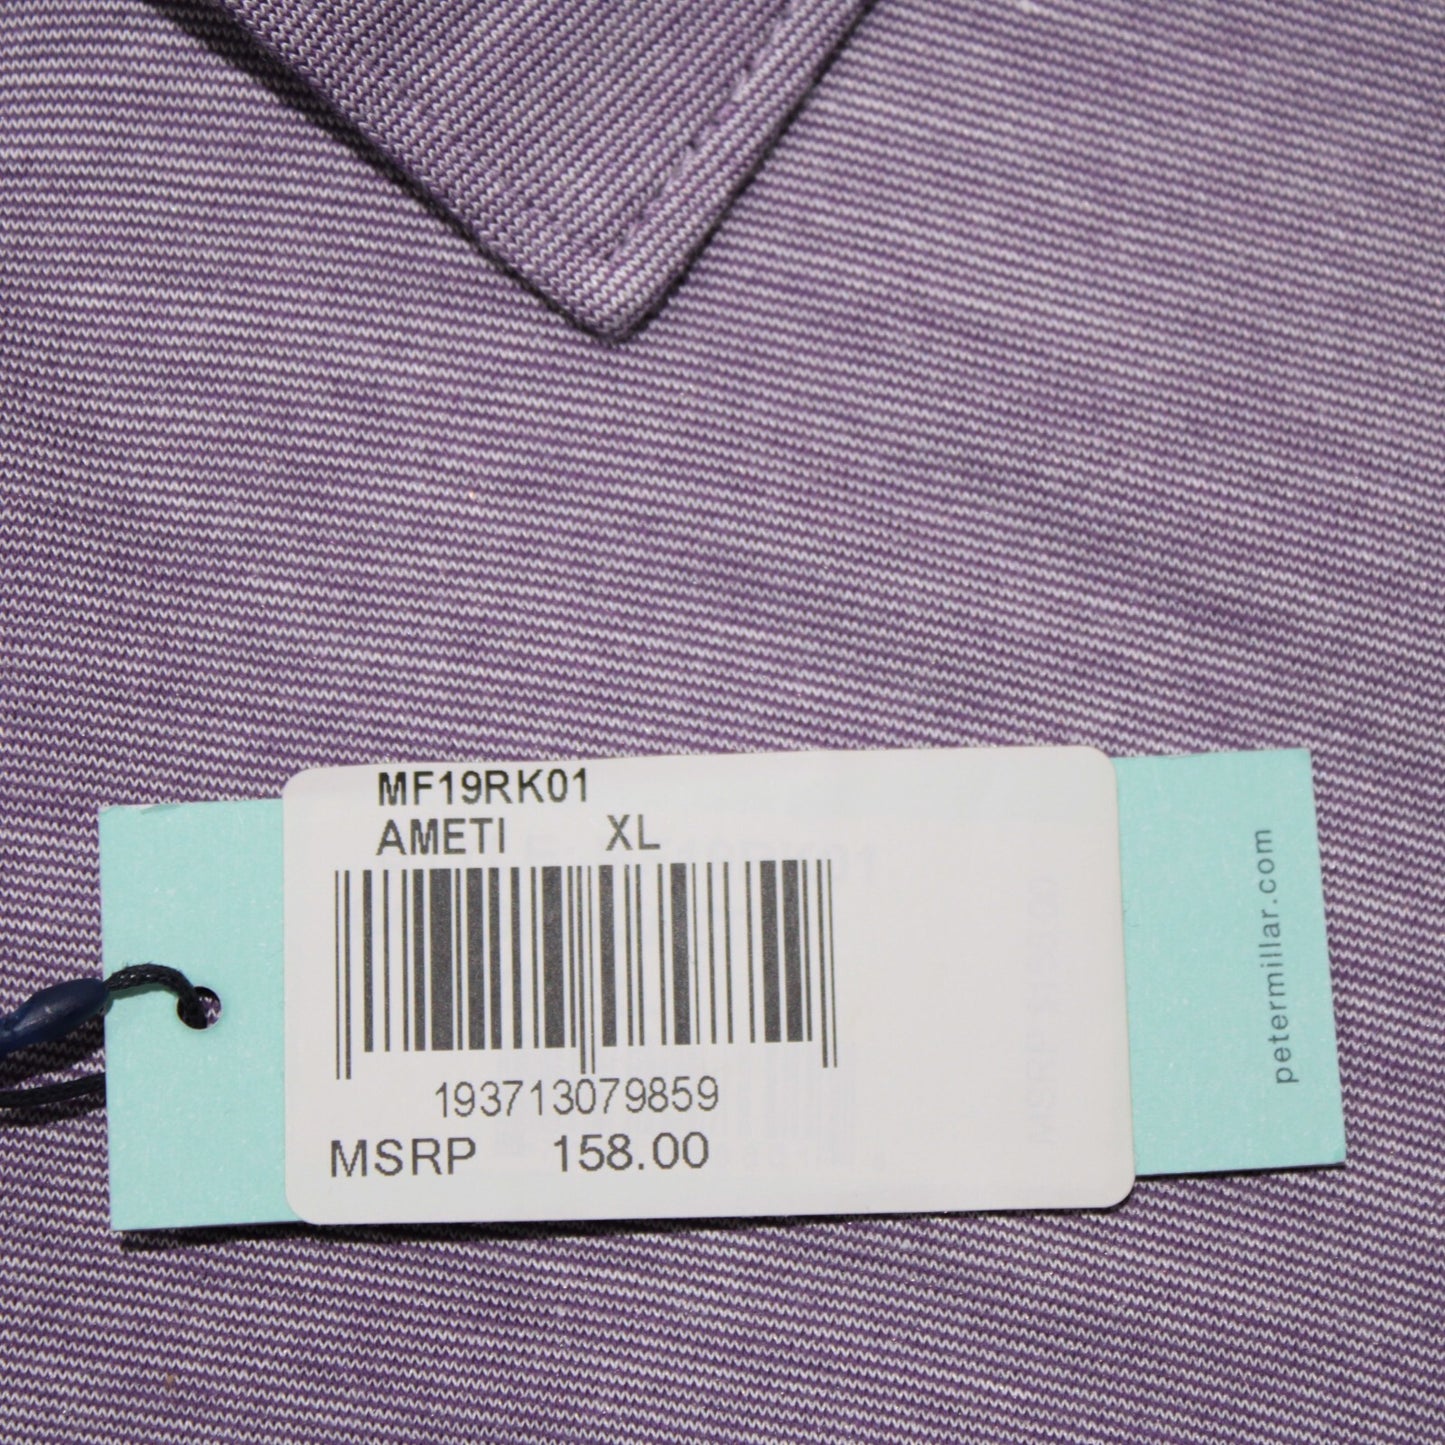 MF19RK01
AMETI XL
193713079859
MSRP 158.00
petermillar.com